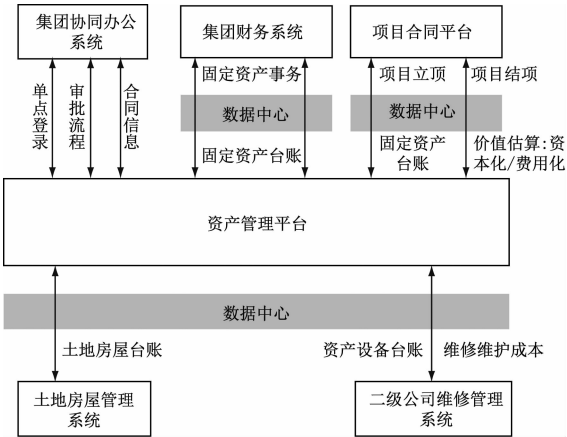 集团协同办公
系统
集团财务系统
项目合同平台
单点登录
审批流程
合同信息
固定资产事务
项目立顶
项目结项
数据中心
数据中心
固定资产台账
固定资产
台账
价值估算:资
本化/费用化
资产管理平台
数据中心
土地房屋台账
资产设备台账
维修维护成本
土地房屋管理
系统
二级公司维修管理
系统